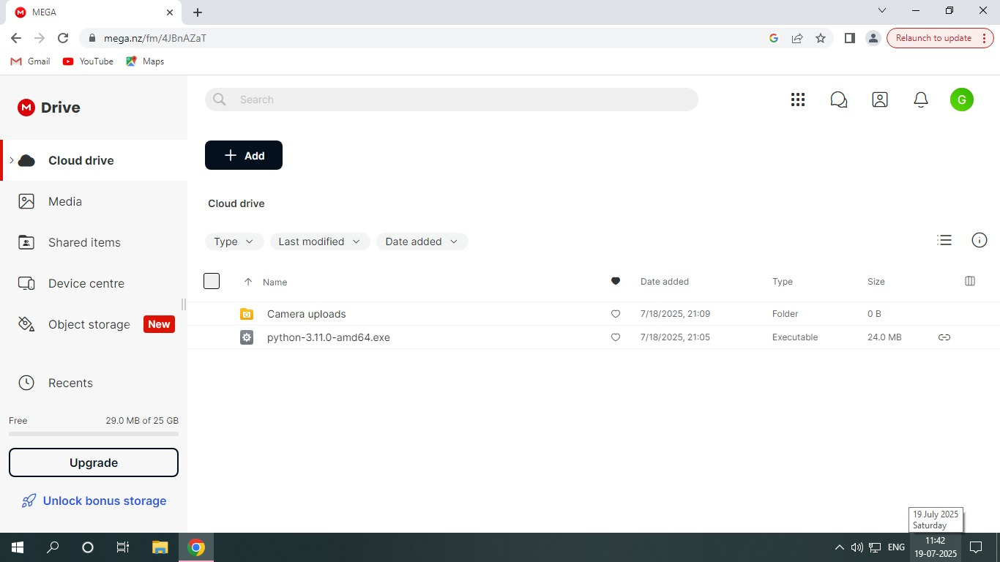 MEGA
mega.nz/fm/4JBnAZaT
Relaunch to update
Gmail
YouTube
Maps
Drive
Search
G
Cloud drive
Add
Media
Cloud drive
Shared items
Type
Last modified
Date added
Device centre
Name
Date added
Type
Size
Object storage
New
Camera uploads
7/18/2025, 21:09
Folder
0 B
python-3.11.0-amd64.exe
7/18/2025, 21:05
Executable
24.0 MB
Recents
Free
29.0 MB of 25 GB
Upgrade
Unlock bonus storage
19 July 2025
Saturday
ENG
11:42
19-07-2025